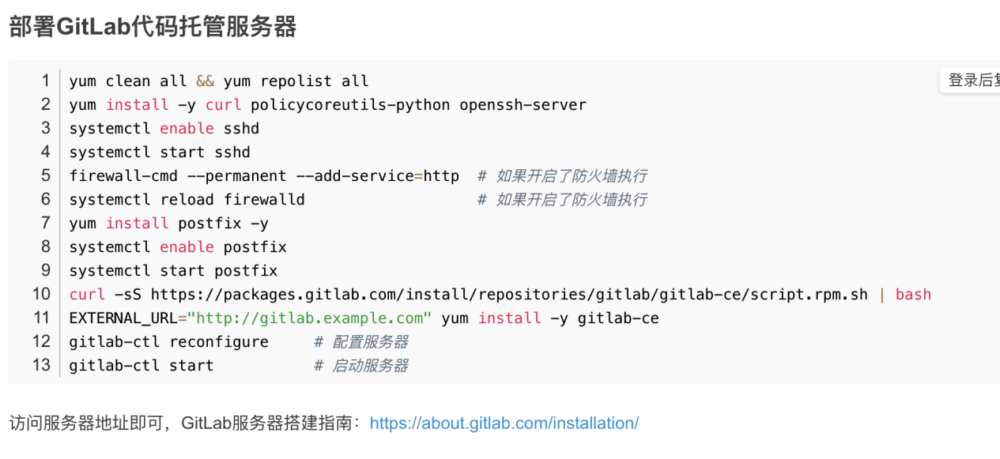 部署GitLab代码托管服务器
登录后复
1 yum clean all && yum repolist all
2 yum install -y curl policycoreutils-python openssh-server
3 systemctl enable sshd
4 systemctl start sshd
5 firewall-cmd --permanent --add-service=http  # 如果开启了防火墙执行
6 systemctl reload firewalld                   # 如果开启了防火墙执行
7 yum install postfix -y
8 systemctl enable postfix
9 systemctl start postfix
10 curl -sS https://packages.gitlab.com/install/repositories/gitlab/gitlab-ce/script.rpm.sh | bash
11 EXTERNAL_URL="http://gitlab.example.com" yum install -y gitlab-ce
12 gitlab-ctl reconfigure     # 配置服务器
13 gitlab-ctl start           # 启动服务器
访问服务器地址即可，GitLab服务器搭建指南：https://about.gitlab.com/installation/